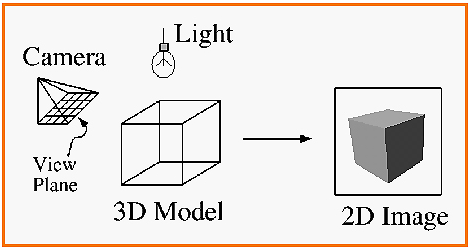 Light
Camera
View
Plane
3D Model
2D Image